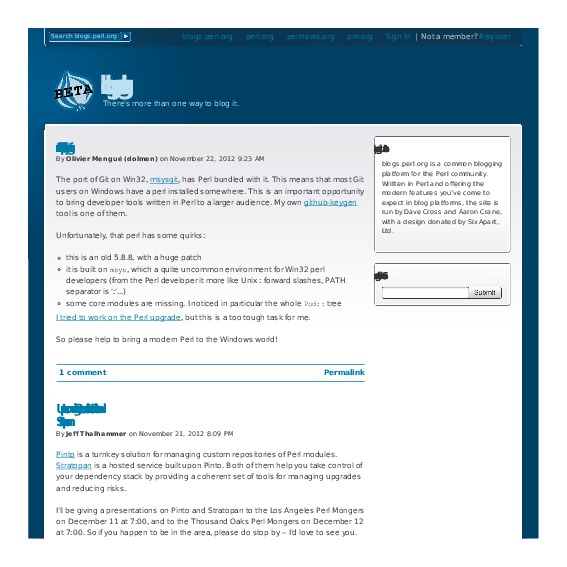 Search blogs.perl.org
blogs.perl.org perl.org perlnews.org pm.org Sign In | Not a member? Register
BETA
There's more than one way to blog it.
By Olivier Mengué (dolmen) on November 22, 2012 9:23 AM
The port of Git on Win32, msysgit, has Perl bundled with it. This means that most Git
users on Windows have a perl installed somewhere. This is an important opportunity
to bring developer tools written in Perl to a larger audience. My own github-keygen
tool is one of them.
Unfortunately, that perl has some quirks:
this is an old 5.8.8, with a huge patch
it is built on msys, which a quite uncommon environment for Win32 perl
developers (from the Perl developer it more like Unix : forward slashes, PATH
separator is ':'...)
some core modules are missing. I noticed in particular the whole Pod:: tree
I tried to work on the Perl upgrade, but this is a too tough task for me.
So please help to bring a modern Perl to the Windows world!
1 comment Permalink
By Jeff Thalhammer on November 21, 2012 8:09 PM
Pinto is a turnkey solution for managing custom repositories of Perl modules.
Stratopan is a hosted service built upon Pinto. Both of them help you take control of
your dependency stack by providing a coherent set of tools for managing upgrades
and reducing risks.
I'll be giving a presentations on Pinto and Stratopan to the Los Angeles Perl Mongers
on December 11 at 7:00, and to the Thousand Oaks Perl Mongers on December 12
at 7:00. So if you happen to be in the area, please do stop by – I'd love to see you.
blogs.perl.org is a common blogging
platform for the Perl community.
Written in Perl and offering the
modern features you've come to
expect in blog platforms, the site is
run by Dave Cross and Aaron Crane,
with a design donated by Six Apart,
Ltd.
Submit